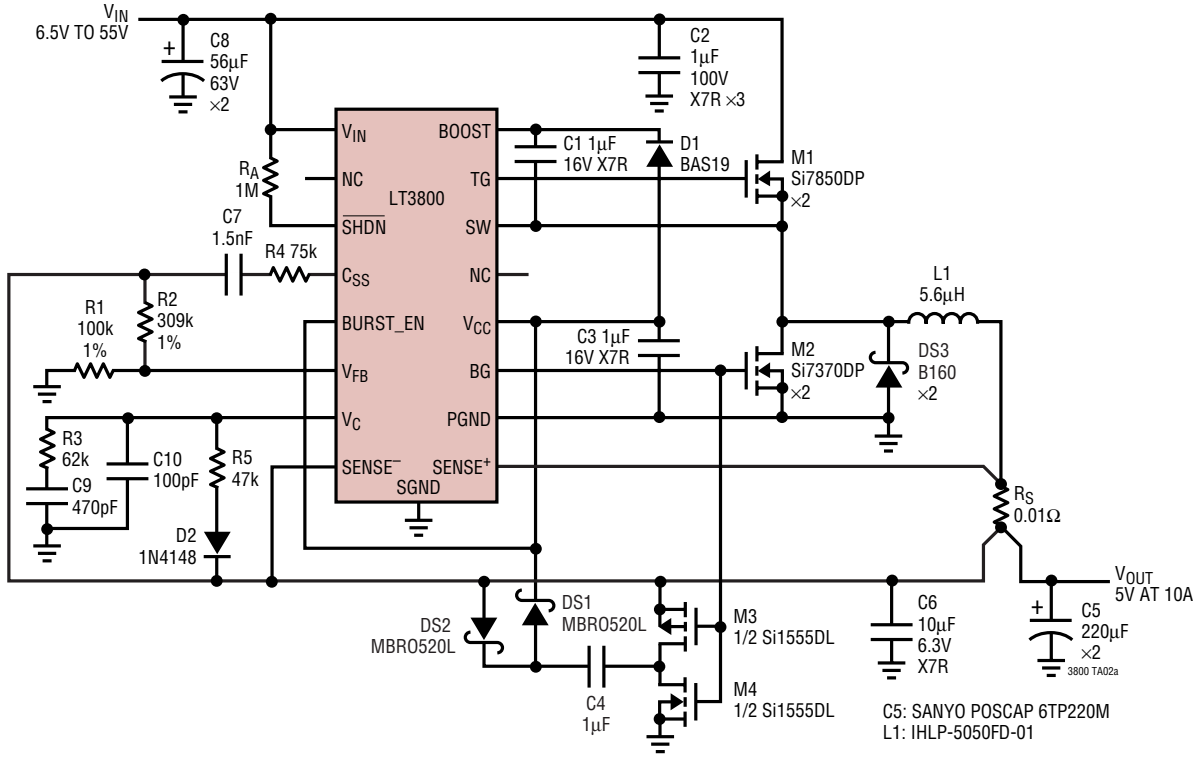 VIN
6.5V TO 55V
C8
56µF
63V
×2
+
C2
1µF
100V
X7R ×3
RA
1M
VIN
NC
SHDN
CSS
BURST_EN
VFB
VC
SENSE–
LT3800
SGND
BOOST
TG
SW
NC
VCC
BG
PGND
SENSE+
C1 1µF
16V X7R
D1
BAS19
M1
Si7850DP
×2
C7
1.5nF
R4 75k
R1
100k
1%
R2
309k
1%
L1
5.6µH
C3 1µF
16V X7R
M2
Si7370DP
×2
DS3
B160
×2
R3
62k
C9
470pF
C10
100pF
R5
47k
D2
1N4148
RS
0.01Ω
VOUT
5V AT 10A
DS2
MBRO520L
DS1
MBRO520L
C4
1µF
M3
1/2 Si1555DL
M4
1/2 Si1555DL
C6
10µF
6.3V
X7R
+
C5
220µF
×2
3800 TA02a
C5: SANYO POSCAP 6TP220M
L1: IHLP-5050FD-01